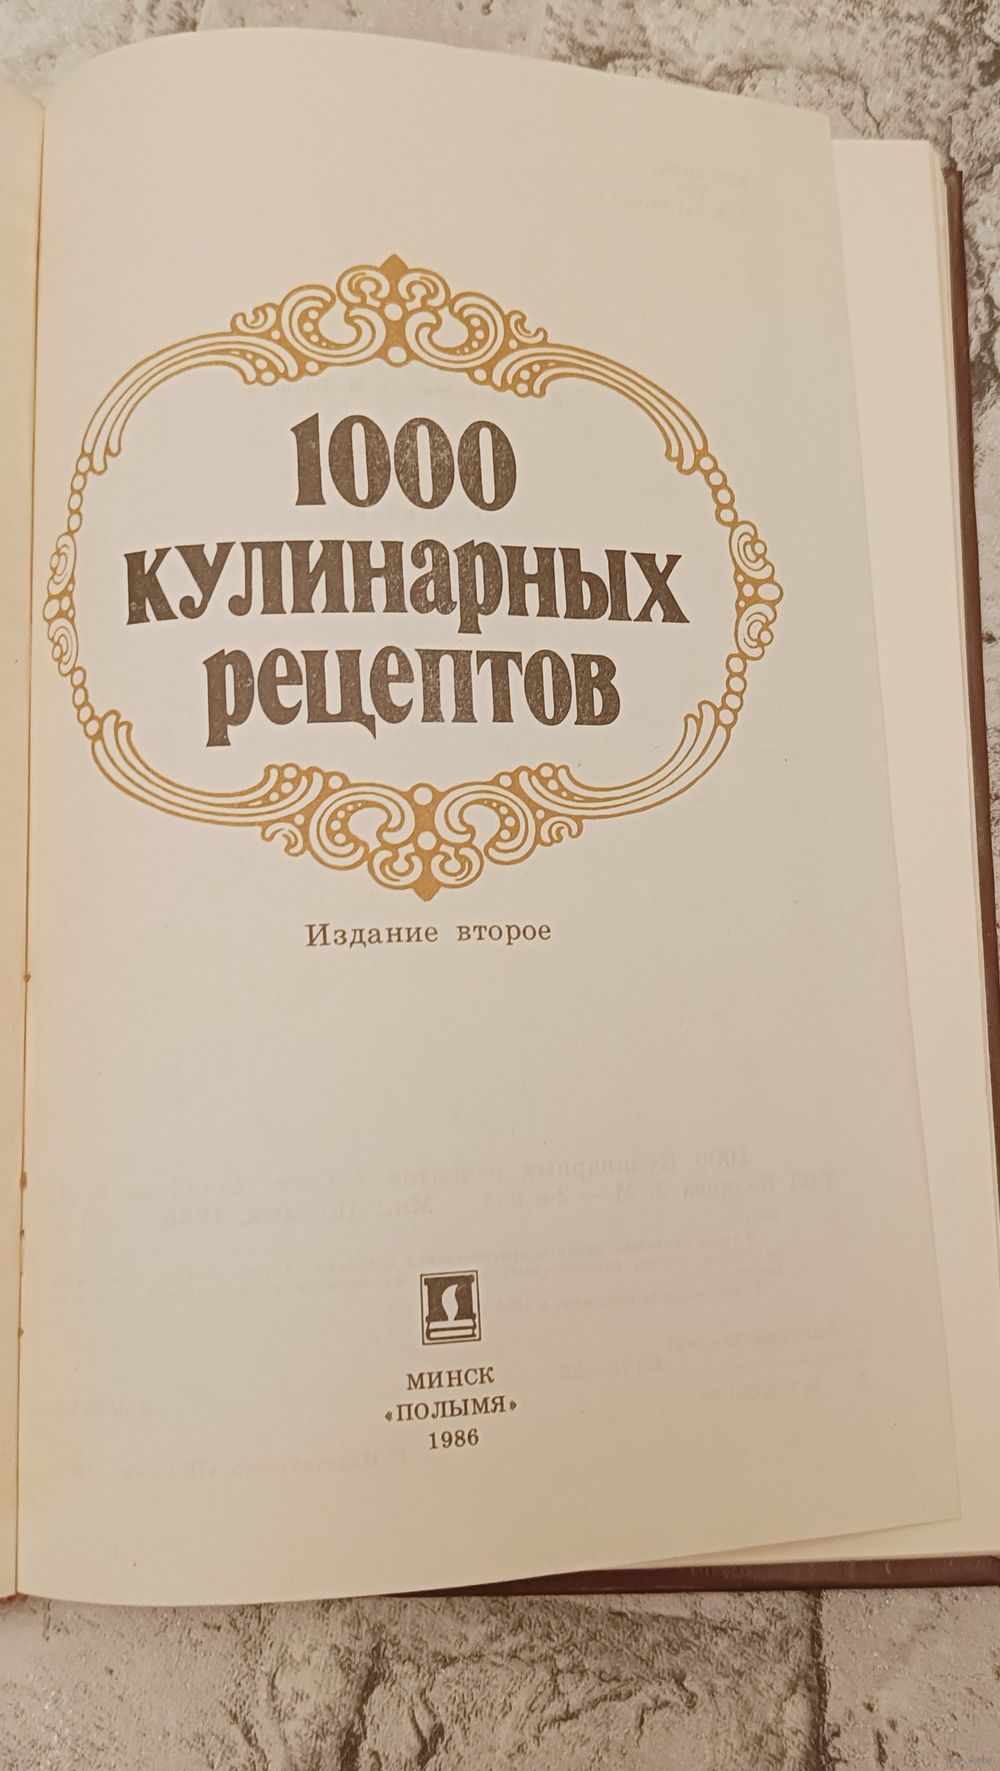 1000
кулинарных
рецептов
Издание второе
МИНСК
«ПОЛЫМЯ»
1986